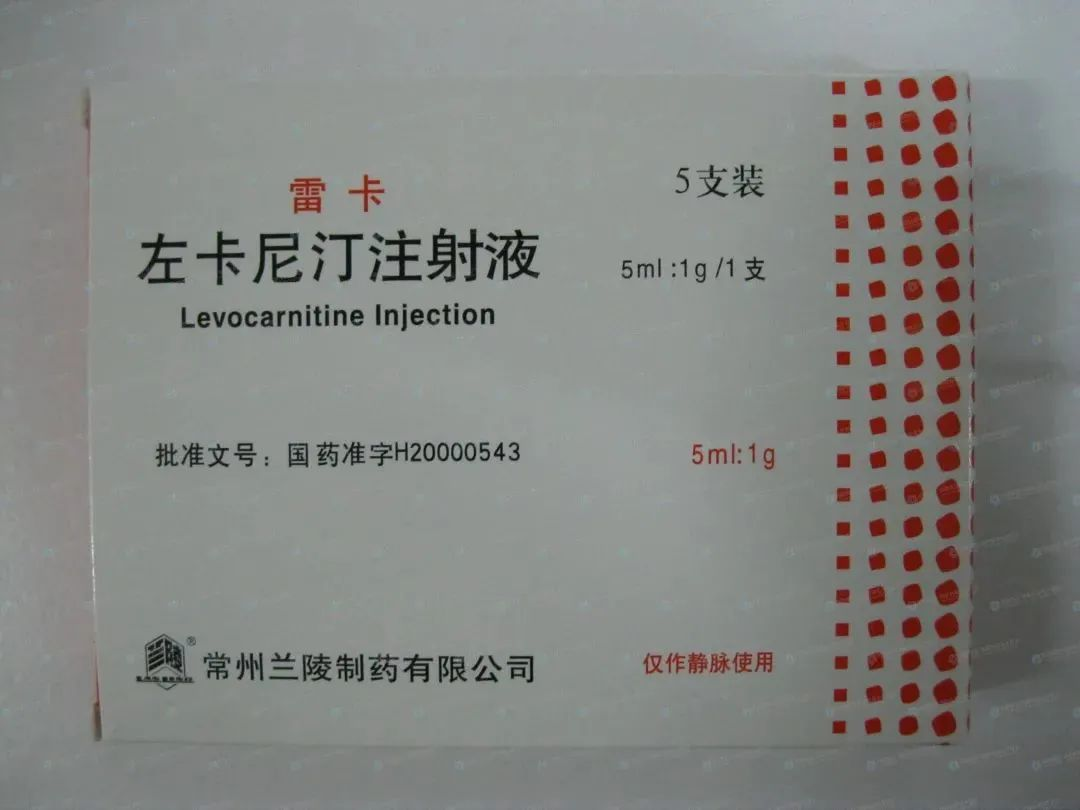 雷卡
5支装
左卡尼汀注射液
5ml:1g/1支
Levocarnitine Injection
批准文号：国药准字H20000543
5ml:1g
兰陵®
常州兰陵制药有限公司
仅作静脉使用